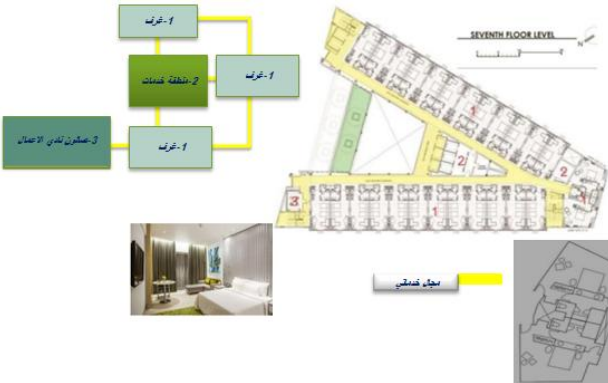 1-غرف
2-منطقة خدمات
1-غرف
1-غرف
3-صالون نادي الاعمال
SEVENTH FLOOR LEVEL
N
1
2
2
1
3
1
مجال خدماتي